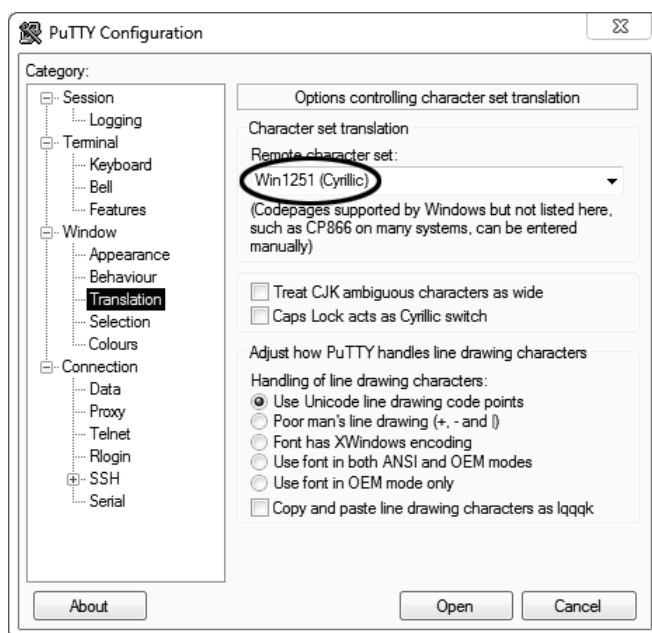 PuTTY Configuration
Category:
Session
Logging
Terminal
Keyboard
Bell
Features
Window
Appearance
Behaviour
Translation
Selection
Colours
Connection
Data
Proxy
Telnet
Rlogin
SSH
Serial
Options controlling character set translation
Character set translation
Remote character set:
Win1251 (Cyrillic)
(Codepages supported by Windows but not listed here,
such as CP866 on many systems, can be entered
manually)
Treat CJK ambiguous characters as wide
Caps Lock acts as Cyrillic switch
Adjust how PuTTY handles line drawing characters
Handling of line drawing characters:
Use Unicode line drawing code points
Poor man's line drawing (+, - and |)
Font has XWindows encoding
Use font in both ANSI and OEM modes
Use font in OEM mode only
Copy and paste line drawing characters as lqqqk
About
Open
Cancel